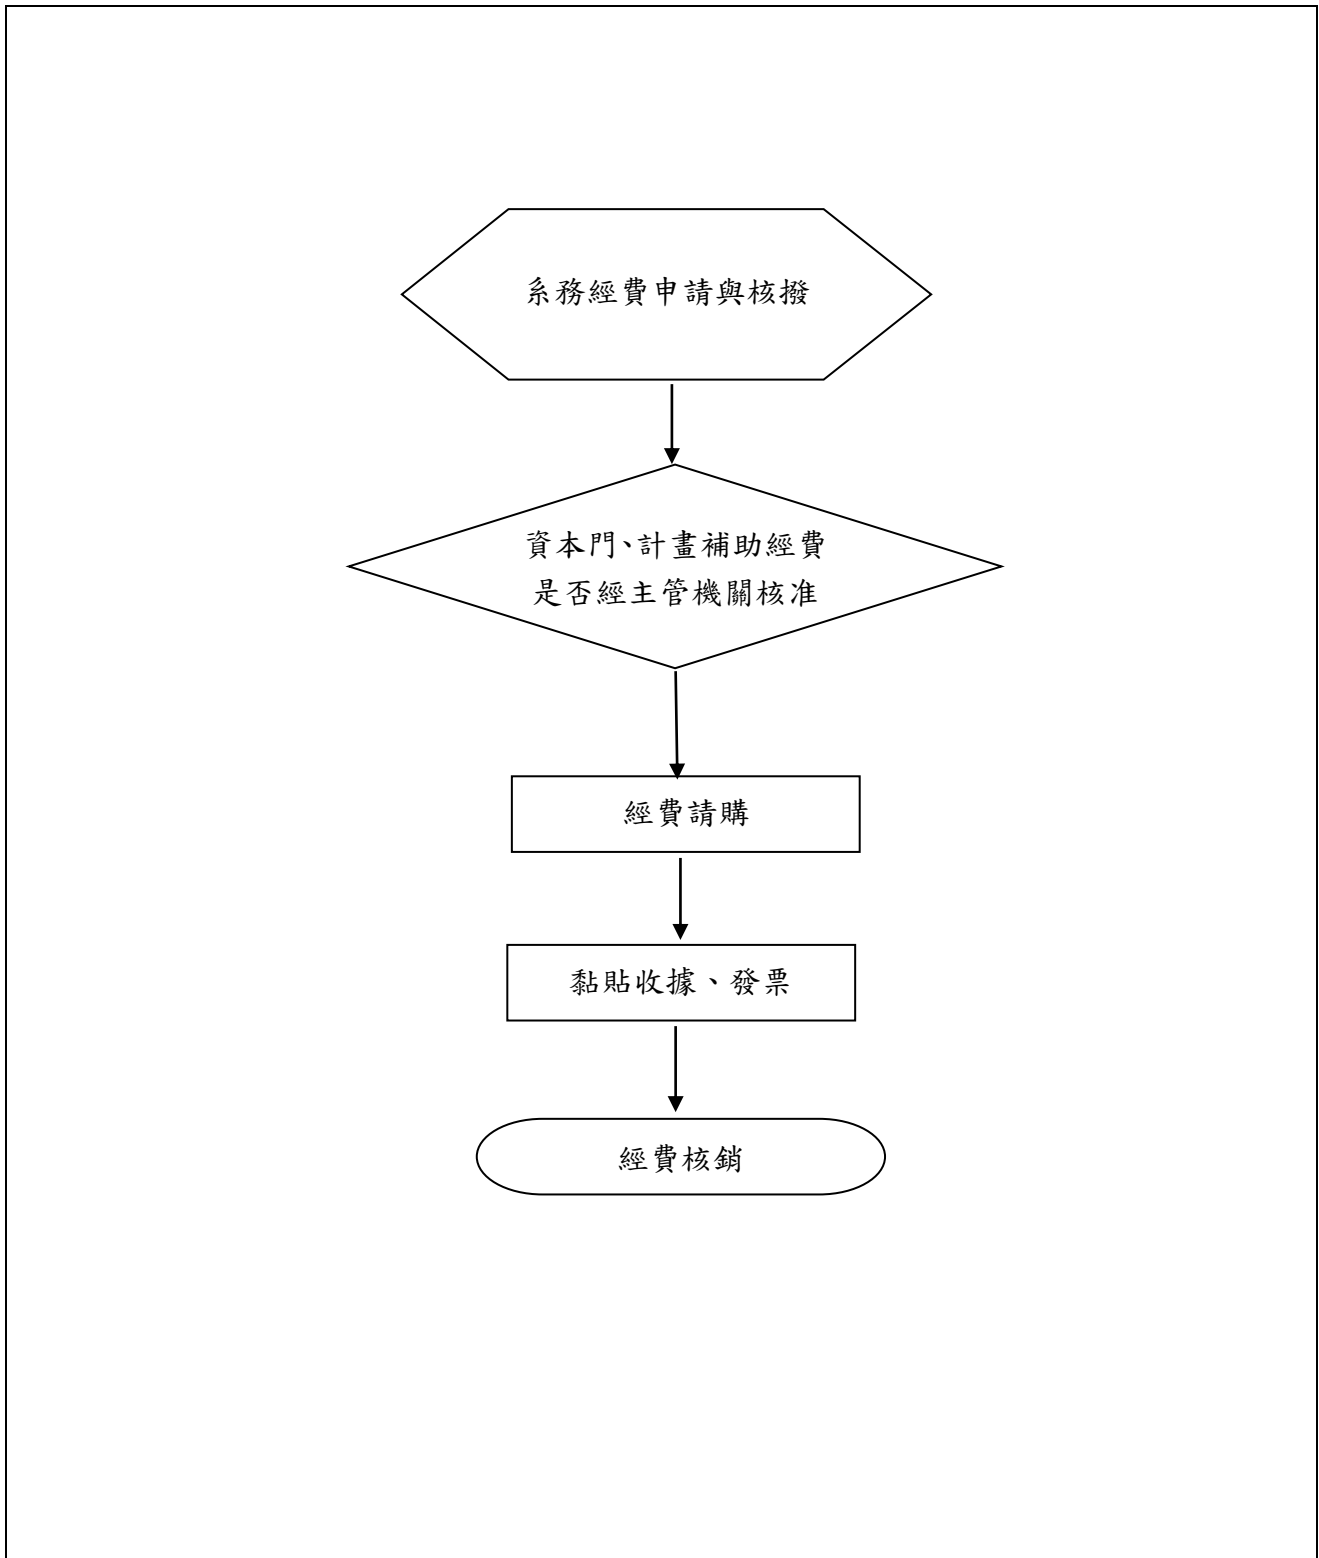 系務經費申請與核撥
資本門、計畫補助經費
是否經主管機關核准
經費請購
黏貼收據、發票
經費核銷